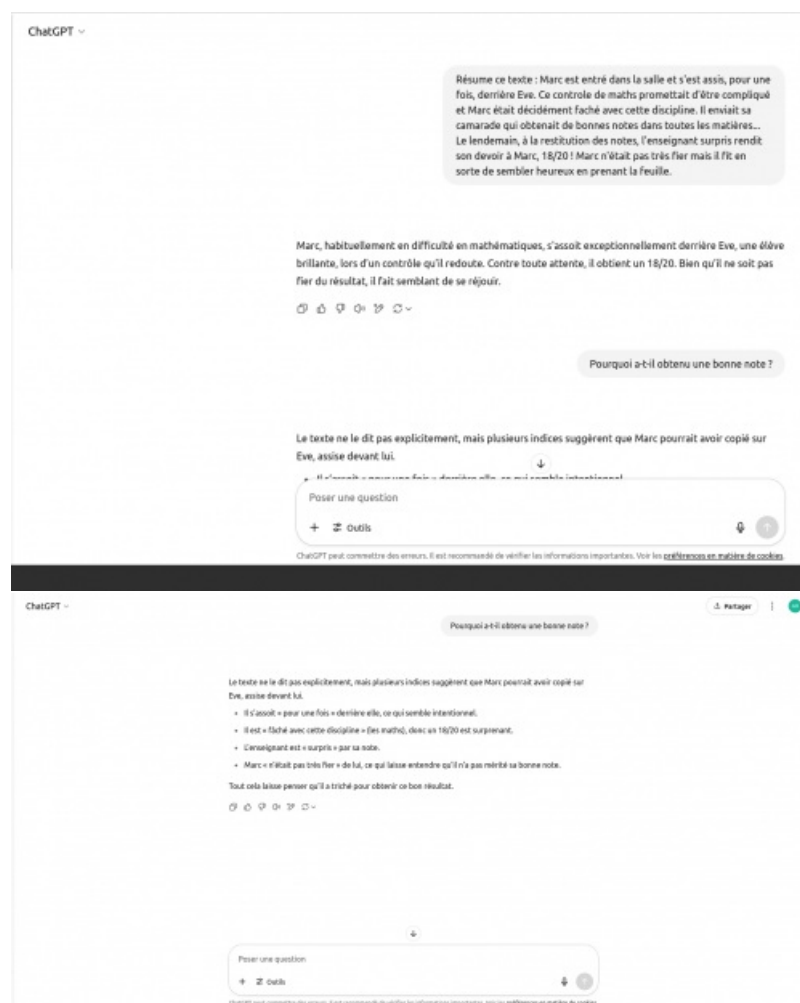 ChatGPT
Résume ce texte : Marc est entré dans la salle et s'est assis, pour une
fois, derrière Eve. Ce controle de maths promettait d'être compliqué
et Marc était décidément faché avec cette discipline. Il enviait sa
camarade qui obtenait de bonnes notes dans toutes les matières...
Le lendemain, à la restitution des notes, l'enseignant surpris rendit
son devoir à Marc, 18/20 ! Marc n'était pas très fier mais il fit en
sorte de sembler heureux en prenant la feuille.
Marc, habituellement en difficulté en mathématiques, s'assoit exceptionnellement derrière Eve, une élève
brillante, lors d'un contrôle qu'il redoute. Contre toute attente, il obtient un 18/20. Bien qu'il ne soit pas
fier du résultat, il fait semblant de se réjouir.
Pourquoi a-t-il obtenu une bonne note ?
Le texte ne le dit pas explicitement, mais plusieurs indices suggèrent que Marc pourrait avoir copié sur
Eve, assise devant lui.
Il s'assoit « pour une fois » derrière elle, ce qui semble intentionnel.
Poser une question
Outils
ChatGPT peut commettre des erreurs. Il est recommandé de vérifier les informations importantes. Voir les préférences en matière de cookies.
ChatGPT
Partager
Pourquoi a-t-il obtenu une bonne note ?
Le texte ne le dit pas explicitement, mais plusieurs indices suggèrent que Marc pourrait avoir copié sur
Eve, assise devant lui.
• Il s'assoit « pour une fois » derrière elle, ce qui semble intentionnel.
• Il est « fâché avec cette discipline » (les maths), donc un 18/20 est surprenant.
• L'enseignant est « surpris » par sa note.
• Marc « n'était pas très fier » de lui, ce qui laisse entendre qu'il n'a pas mérité sa bonne note.
Tout cela laisse penser qu'il a triché pour obtenir ce bon résultat.
Poser une question
Outils